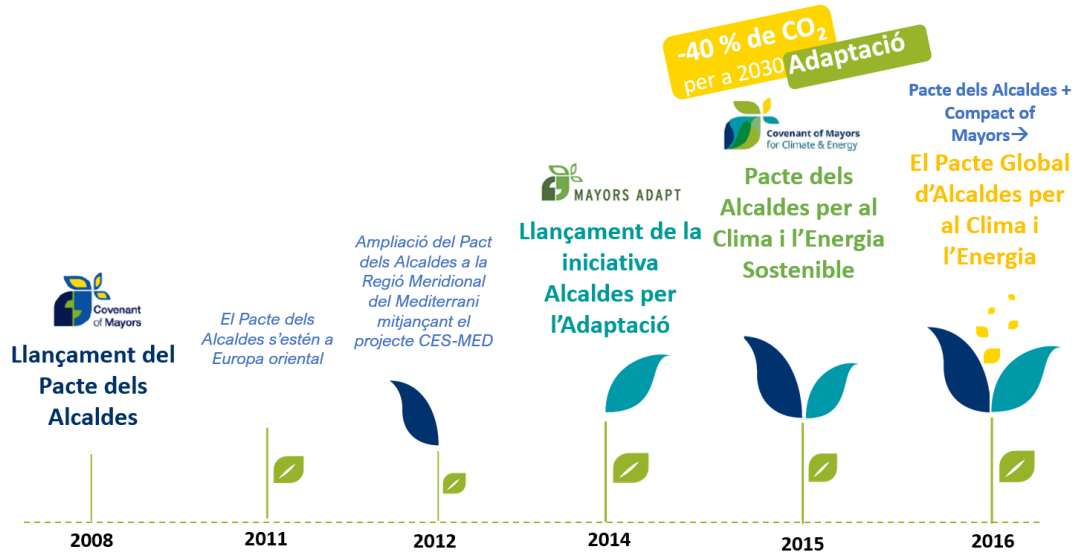 Covenant
of Mayors
Llançament del
Pacte dels
Alcaldes
El Pacte dels
Alcaldes s'estén a
Europa oriental
Ampliació del Pact
dels Alcaldes a la
Regió Meridional
del Mediterrani
mitjançant el
projecte CES-MED
MAYORS ADAPT
Llançament de la
iniciativa
Alcaldes per
l'Adaptació
-40 % de CO₂
per a 2030
Adaptació
Covenant of Mayors
for Climate & Energy
Pacte dels
Alcaldes per al
Clima i l'Energia
Sostenible
Pacte dels Alcaldes +
Compact of
Mayors→
El Pacte Global
d'Alcaldes per
al Clima i
l'Energia
2008
2011
2012
2014
2015
2016